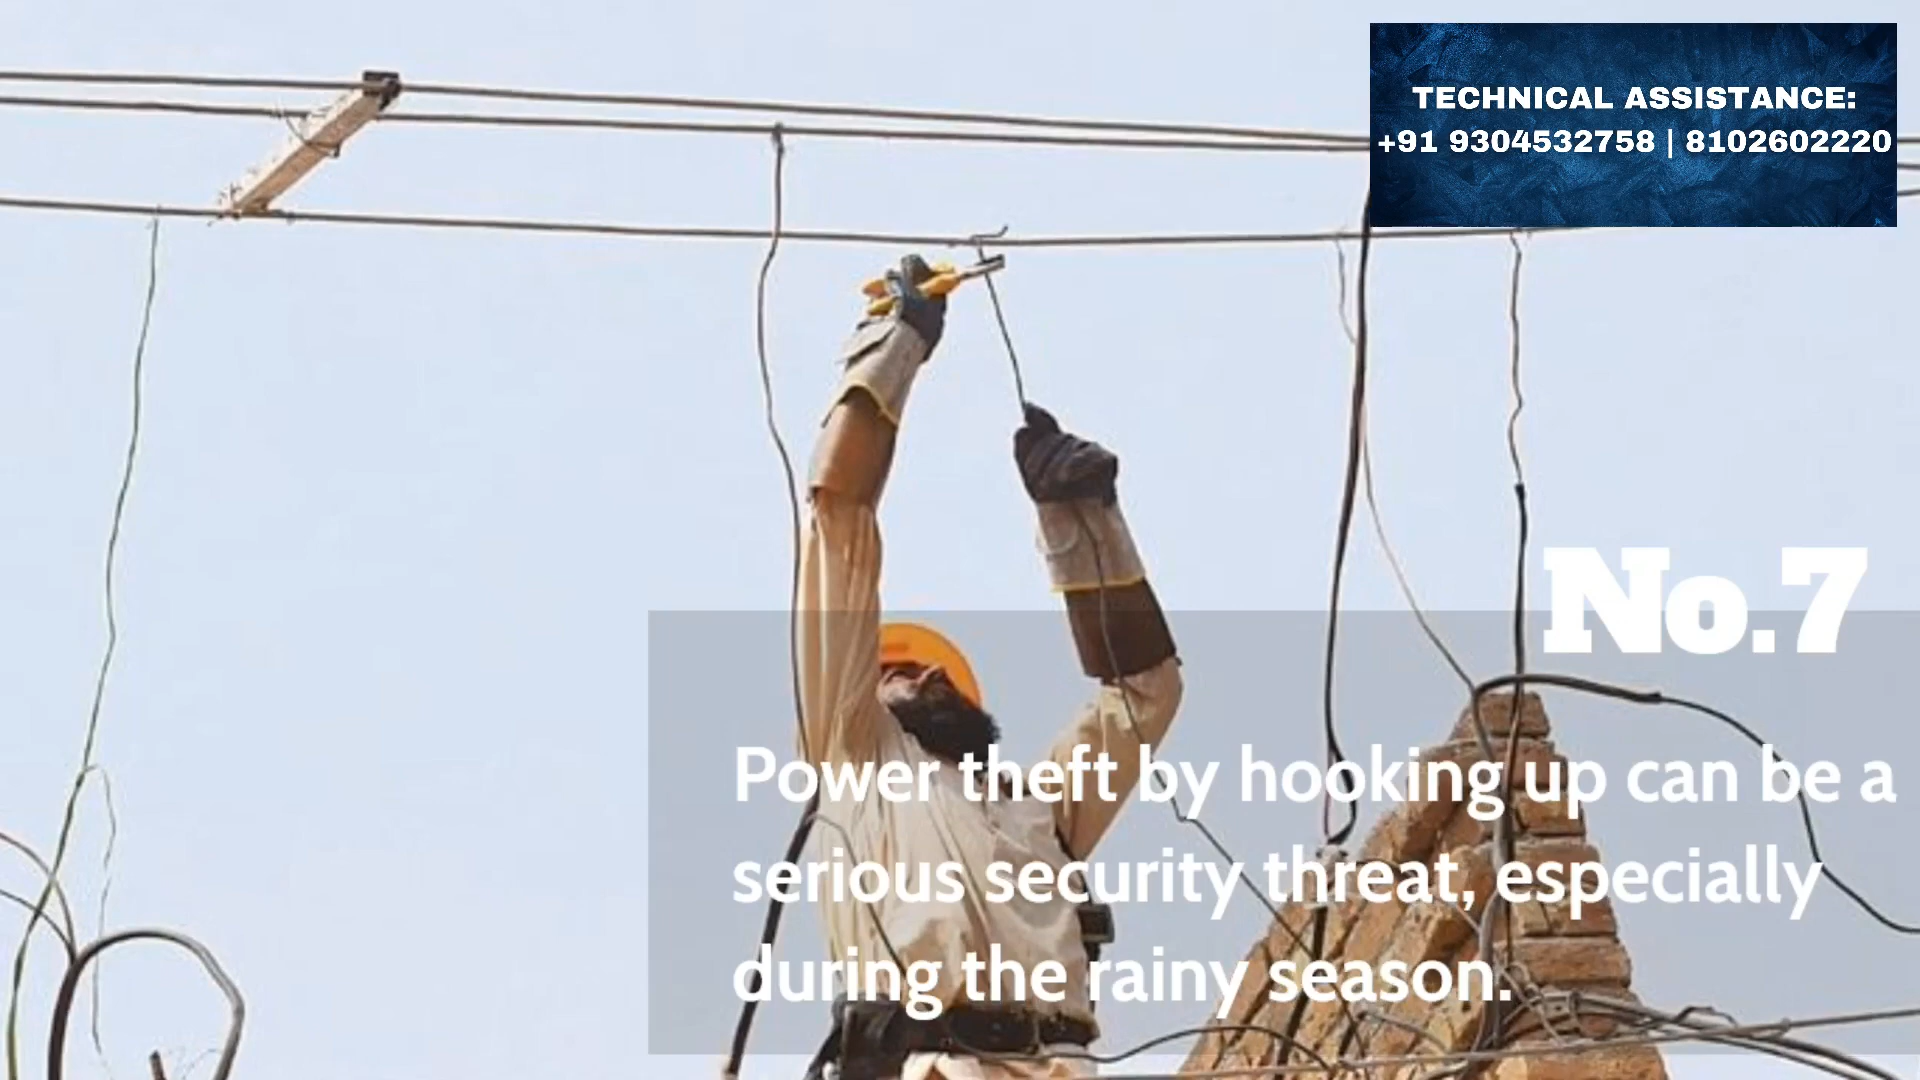 TECHNICAL ASSISTANCE:
+91 9304532758 | 8102602220
No.7
Power theft by hooking up can be a
serious security threat, especially
during the rainy season.